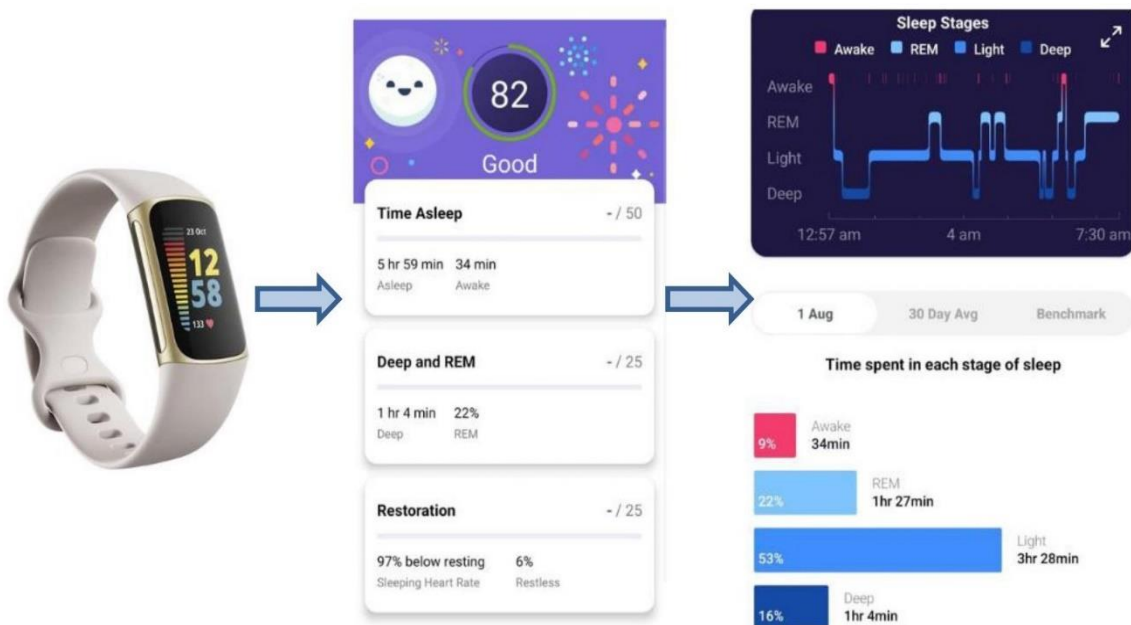 23 Oct
12
58
133
82
Good
Time Asleep - / 50
5 hr 59 min 34 min
Asleep Awake
Deep and REM - / 25
1 hr 4 min 22%
Deep REM
Restoration - / 25
97% below resting 6%
Sleeping Heart Rate Restless
Sleep Stages
Awake REM Light Deep
Awake
REM
Light
Deep
12:57 am 4 am 7:30 am
1 Aug 30 Day Avg Benchmark
Time spent in each stage of sleep
Awake
9% 34min
REM
22% 1hr 27min
Light
53% 3hr 28min
Deep
16% 1hr 4min